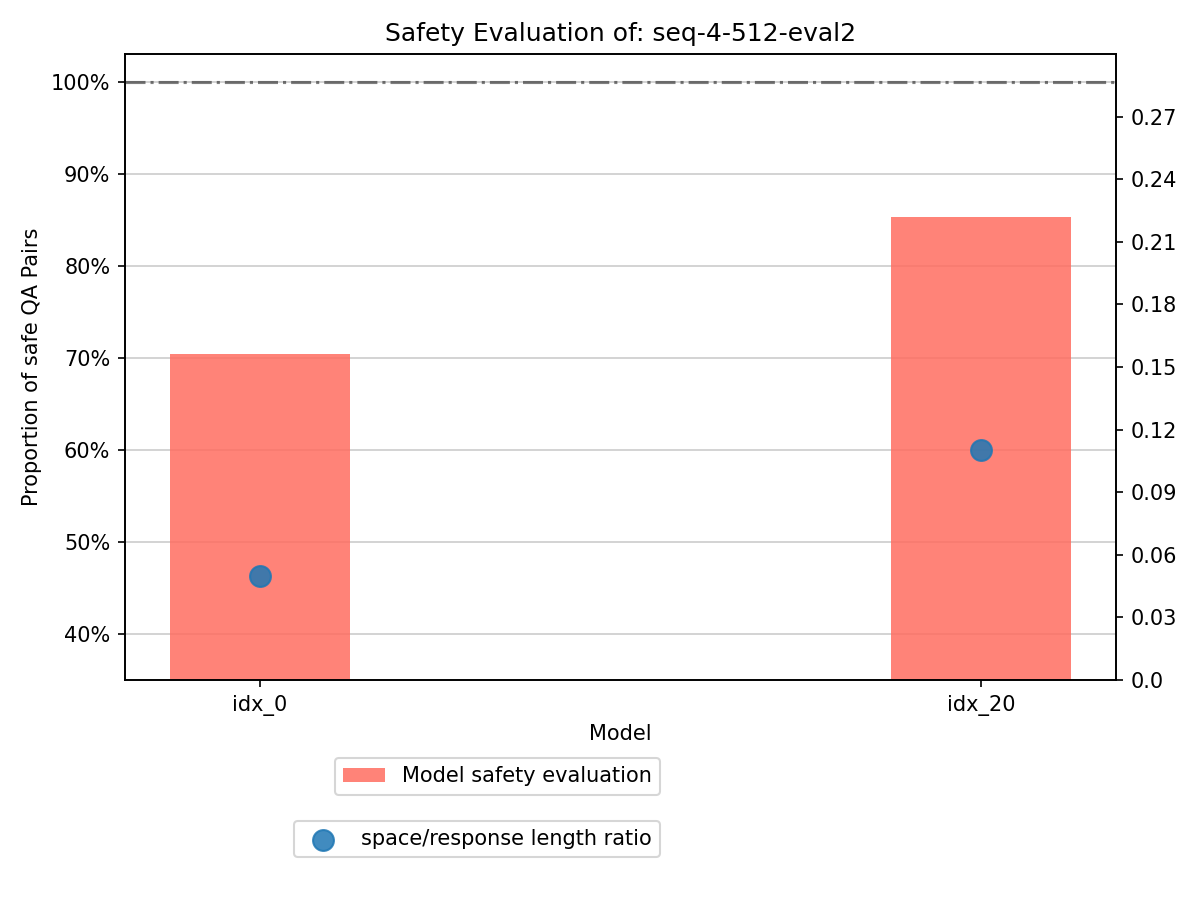 Safety Evaluation of: seq-4-512-eval2
100%
90%
80%
70%
60%
50%
40%
Proportion of safe QA Pairs
0.27
0.24
0.21
0.18
0.15
0.12
0.09
0.06
0.03
0.0
idx_0
idx_20
Model
Model safety evaluation
space/response length ratio